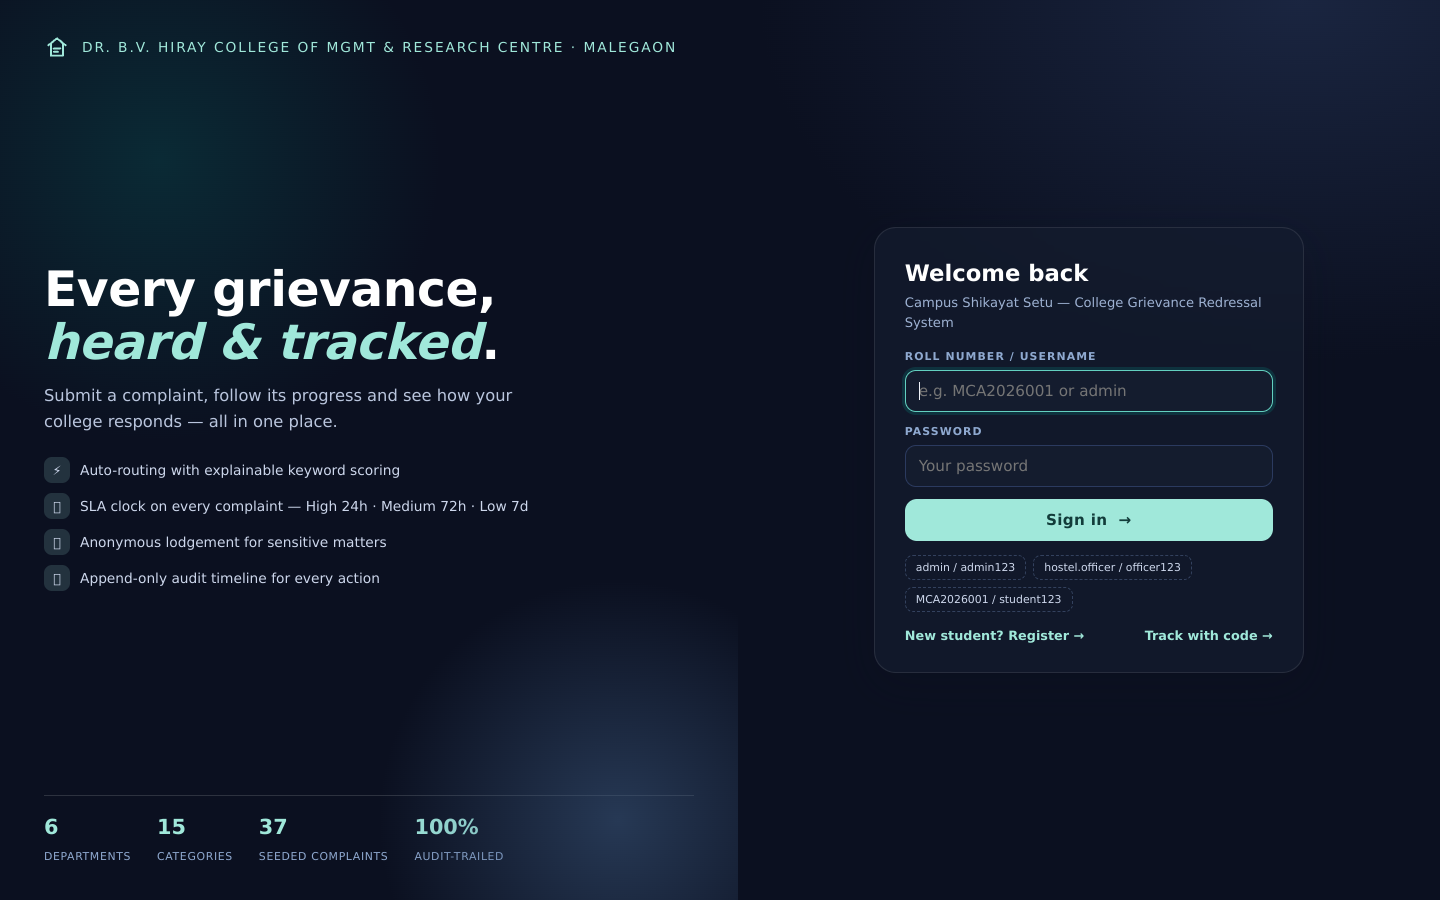 DR. B.V. HIRAY COLLEGE OF MGMT & RESEARCH CENTRE · MALEGAON
Every grievance,
heard & tracked.
Submit a complaint, follow its progress and see how your
college responds — all in one place.
⚡ Auto-routing with explainable keyword scoring
SLA clock on every complaint — High 24h · Medium 72h · Low 7d
Anonymous lodgement for sensitive matters
Append-only audit timeline for every action
6
DEPARTMENTS
15
CATEGORIES
37
SEEDED COMPLAINTS
100%
AUDIT-TRAILED
Welcome back
Campus Shikayat Setu — College Grievance Redressal
System
ROLL NUMBER / USERNAME
e.g. MCA2026001 or admin
PASSWORD
Your password
Sign in →
admin / admin123
hostel.officer / officer123
MCA2026001 / student123
New student? Register →
Track with code →